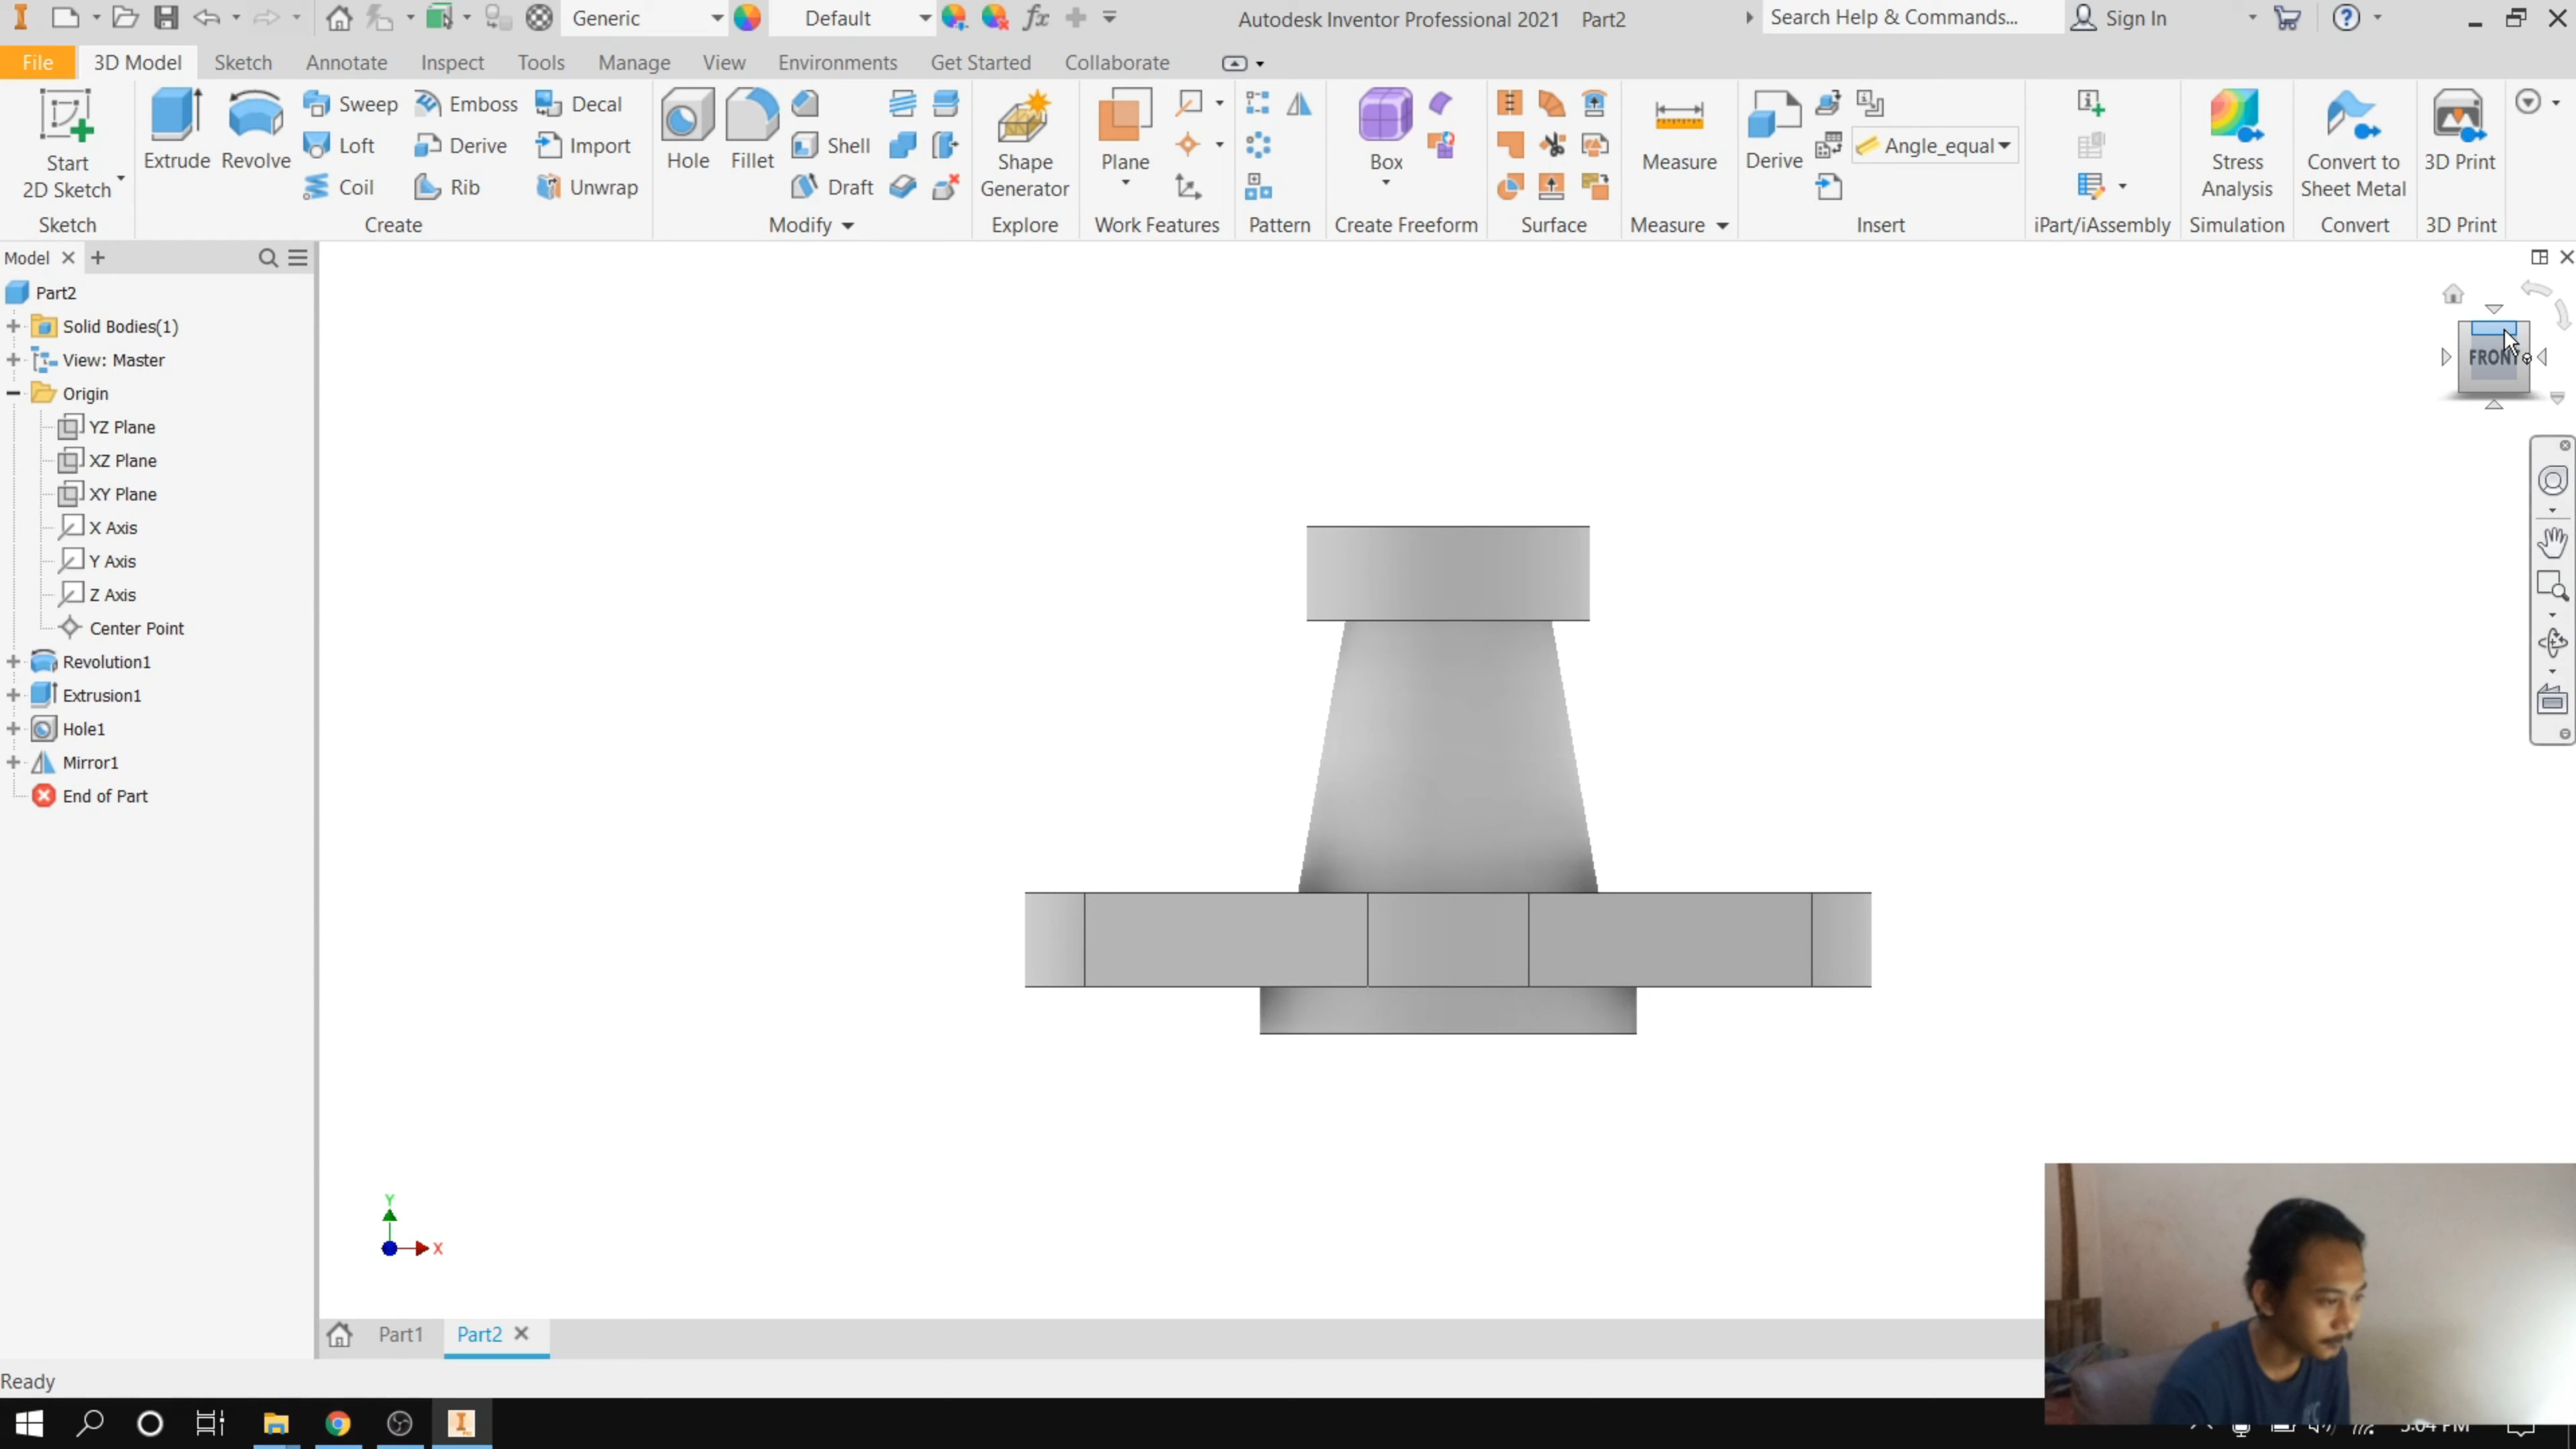 Generic
Default
Autodesk Inventor Professional 2021 Part2
Search Help & Commands...
Sign In
File 3D Model Sketch Annotate Inspect Tools Manage View Environments Get Started Collaborate
Start
2D Sketch
Extrude
Revolve
Sweep
Loft
Coil
Emboss
Derive
Rib
Decal
Import
Unwrap
Hole
Fillet
Shell
Draft
Shape
Generator
Plane
Box
Measure
Derive
Angle_equal
Stress
Analysis
Convert to
Sheet Metal
3D Print
Sketch
Create
Modify
Explore
Work Features
Pattern
Create Freeform
Surface
Measure
Insert
iPart/iAssembly
Simulation
Convert
3D Print
Model
Part2
Solid Bodies(1)
View: Master
Origin
YZ Plane
XZ Plane
XY Plane
X Axis
Y Axis
Z Axis
Center Point
Revolution1
Extrusion1
Hole1
Mirror1
End of Part
FRONT
Y
X
Part1
Part2
Ready
5:04 PM